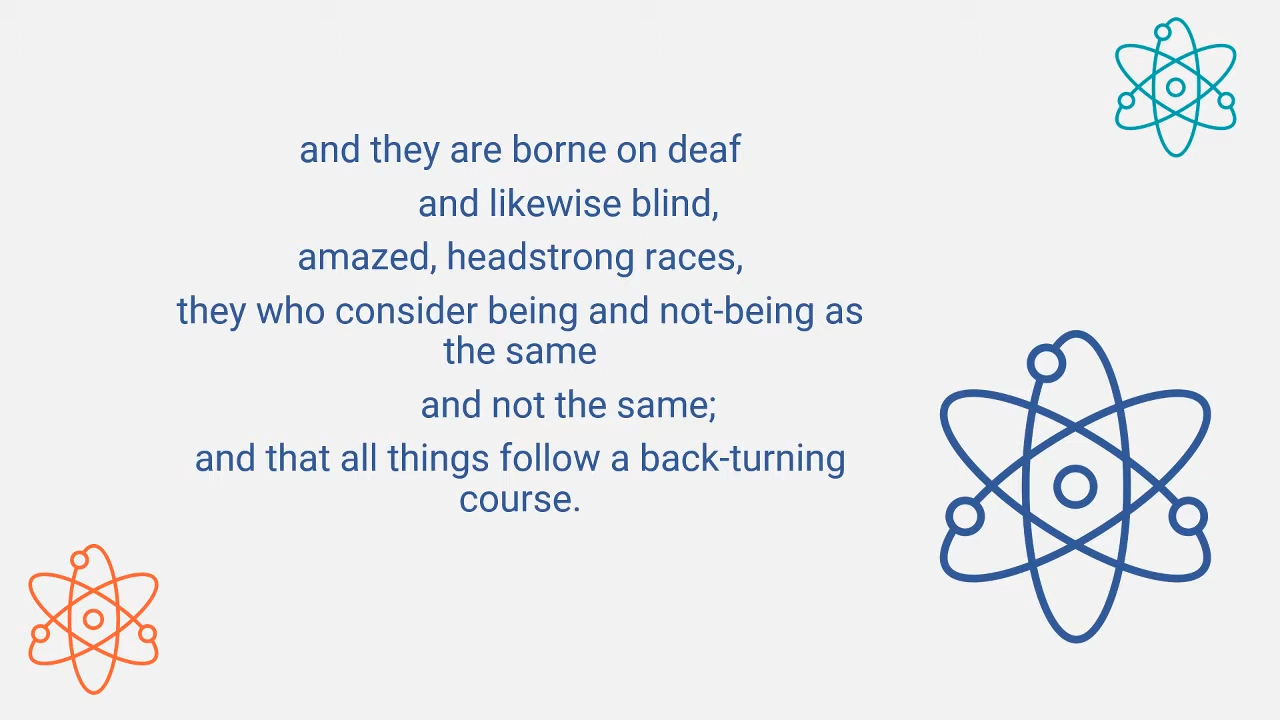 and they are borne on deaf
and likewise blind,
amazed, headstrong races,
they who consider being and not-being as
the same
and not the same;
and that all things follow a back-turning
course.